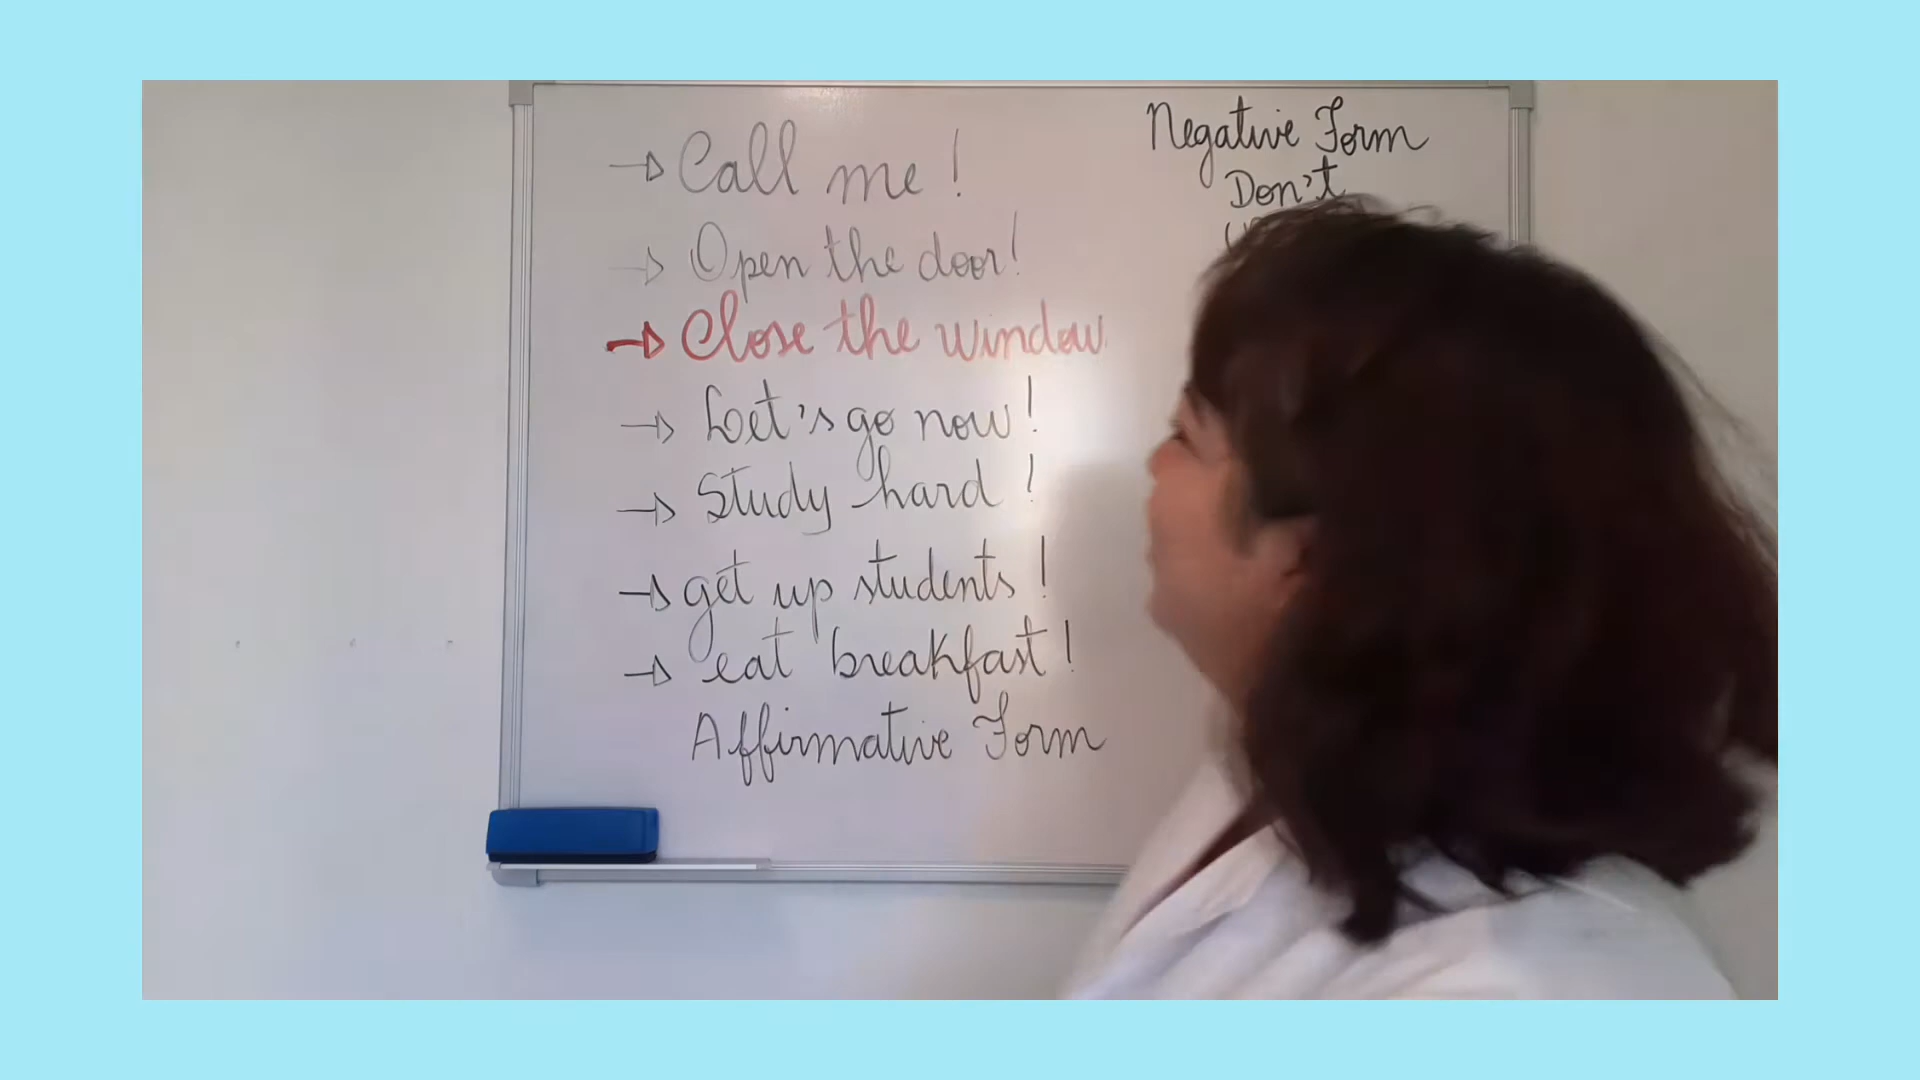 → Call me!
→ Open the door!
→ Close the window
→ Let's go now!
→ Study hard!
→ get up students!
→ eat breakfast!
Affirmative Form
Negative Form
Don't